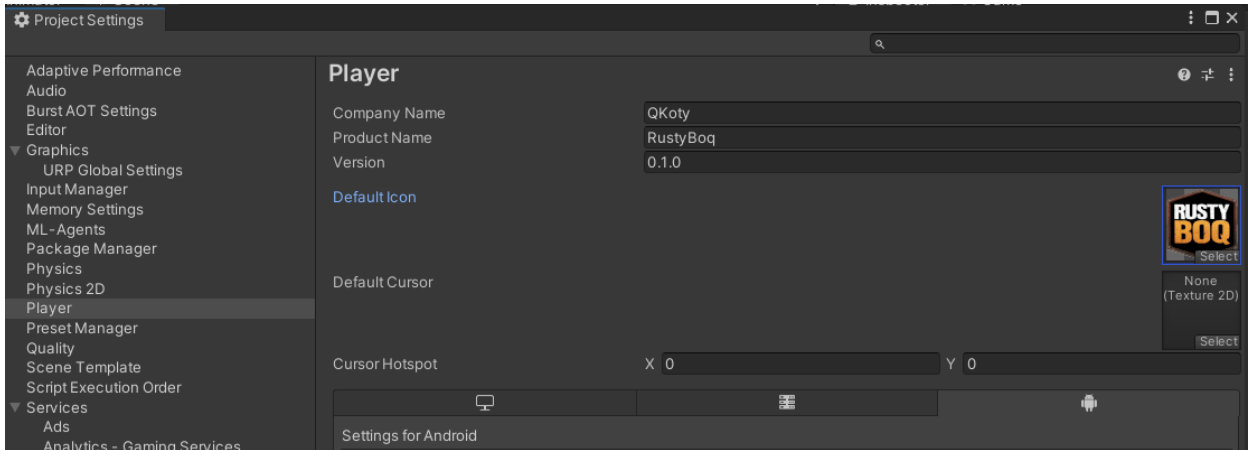 Project Settings
Adaptive Performance
Audio
Burst AOT Settings
Editor
Graphics
URP Global Settings
Input Manager
Memory Settings
ML-Agents
Package Manager
Physics
Physics 2D
Player
Preset Manager
Quality
Scene Template
Script Execution Order
Services
Ads
Analytics - Gaming Services
Player
Company Name QKoty
Product Name RustyBoq
Version 0.1.0
Default Icon
RUSTY
BOQ
Select
Default Cursor
None
(Texture 2D)
Select
Cursor Hotspot X 0 Y 0
Settings for Android